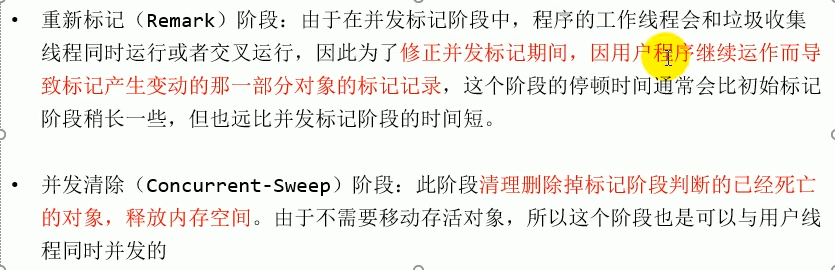 • 重新标记（Remark）阶段：由于在并发标记阶段中，程序的工作线程会和垃圾收集
线程同时运行或者交叉运行，因此为了修正并发标记期间，因用户程序继续运作而导
致标记产生变动的那一部分对象的标记记录，这个阶段的停顿时间通常会比初始标记
阶段稍长一些，但也远比并发标记阶段的时间短。
• 并发清除（Concurrent-Sweep）阶段：此阶段清理删除掉标记阶段判断的已经死亡
的对象，释放内存空间。由于不需要移动存活对象，所以这个阶段也是可以与用户线
程同时并发的